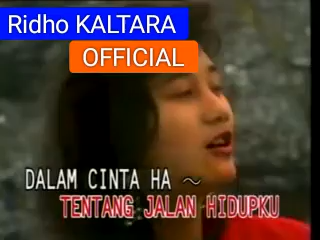 Ridho KALTARA
OFFICIAL
DALAM CINTA HA ~
TENTANG JALAN HIDUPKU